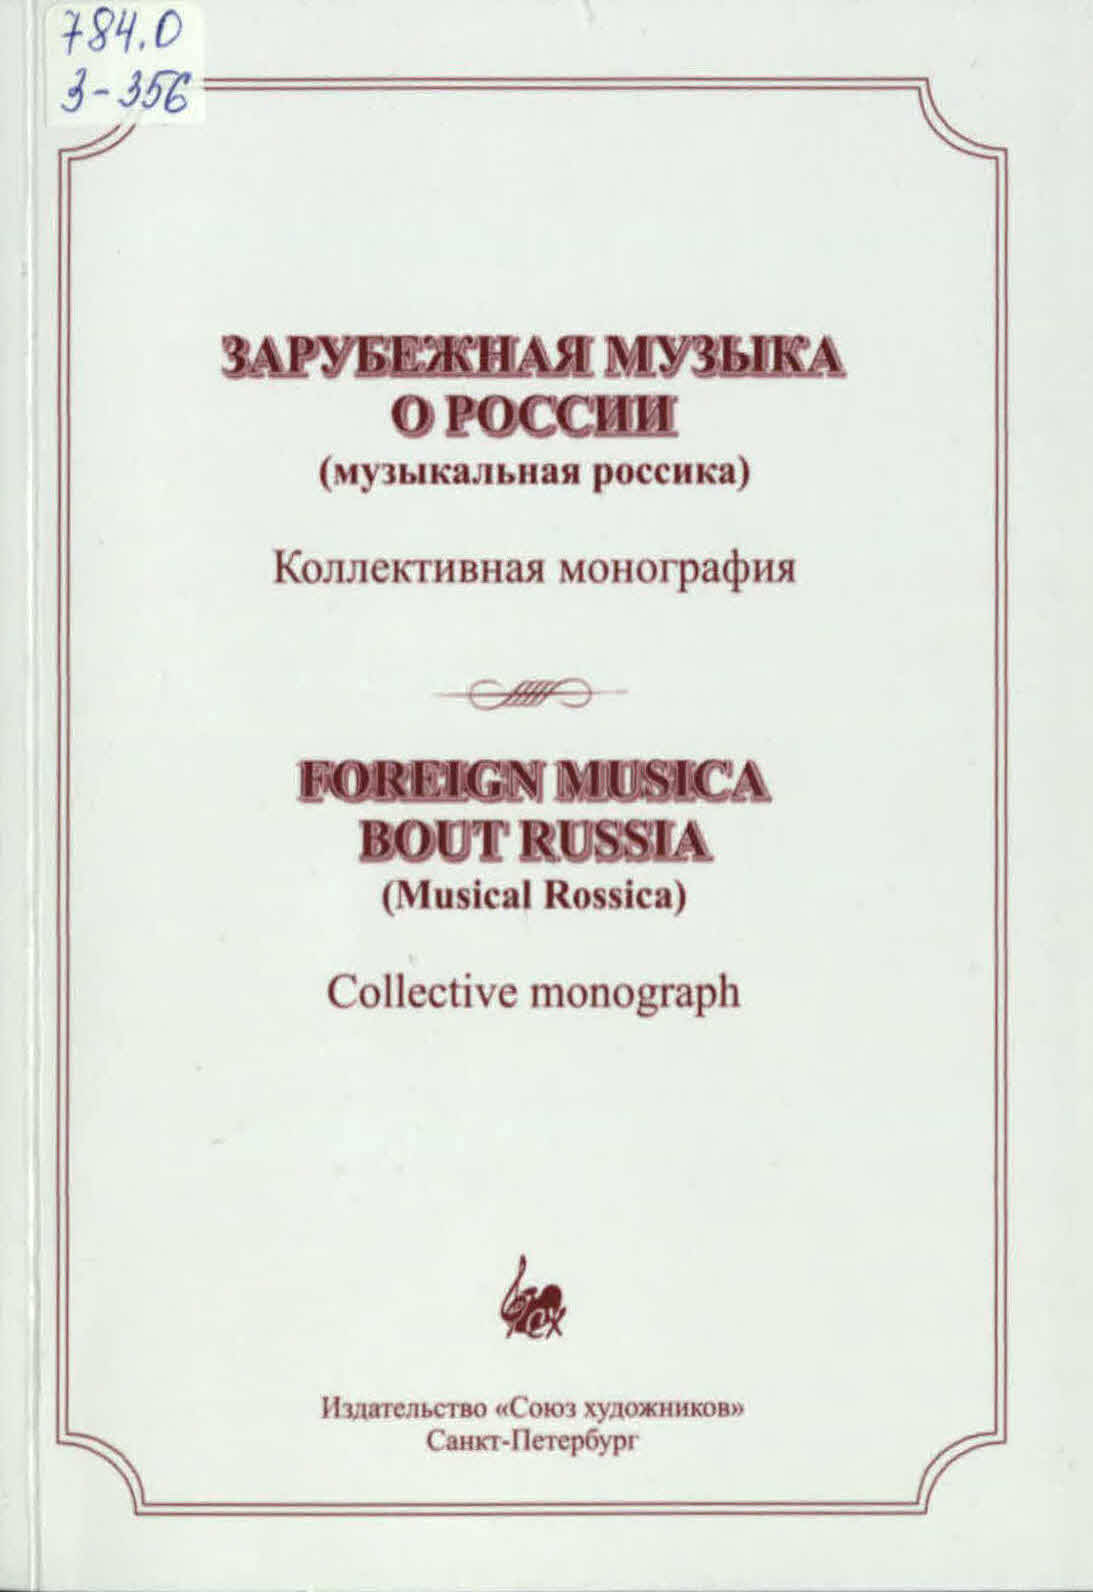 784.0
З-356
ЗАРУБЕЖНАЯ МУЗЫКА
О РОССИИ
(музыкальная россика)
Коллективная монография
FOREIGN MUSICA
BOUT RUSSIA
(Musical Rossica)
Collective monograph
Издательство «Союз художников»
Санкт-Петербург